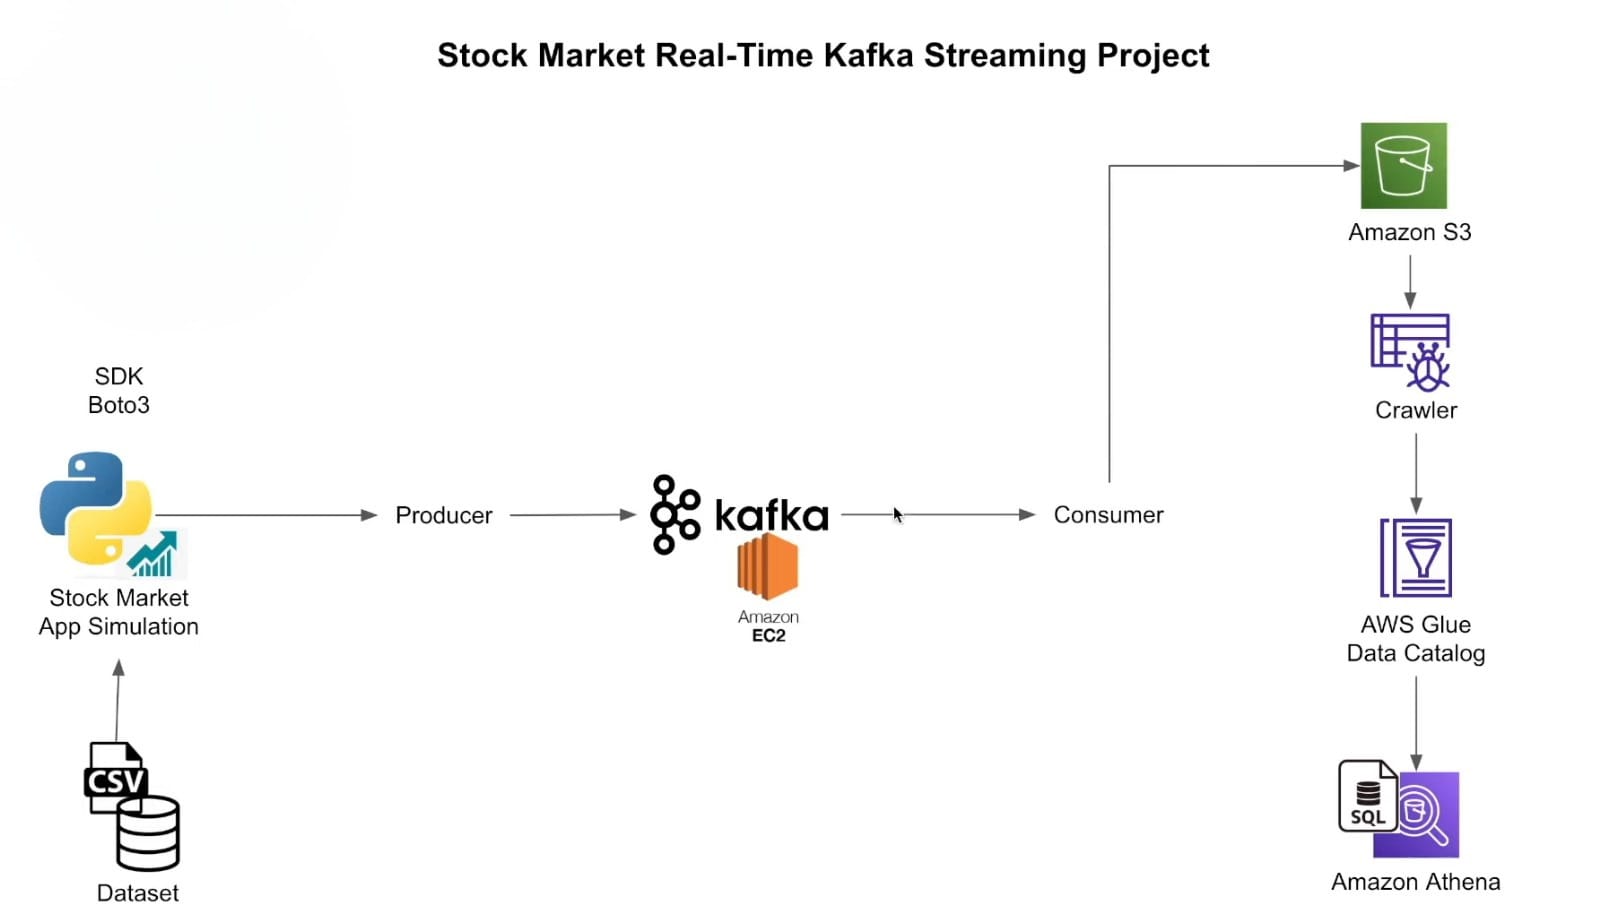 Stock Market Real-Time Kafka Streaming Project
Amazon S3
Crawler
SDK
Boto3
Producer
kafka
Consumer
Amazon
EC2
Stock Market
App Simulation
AWS Glue
Data Catalog
CSV
SQL
Dataset
Amazon Athena